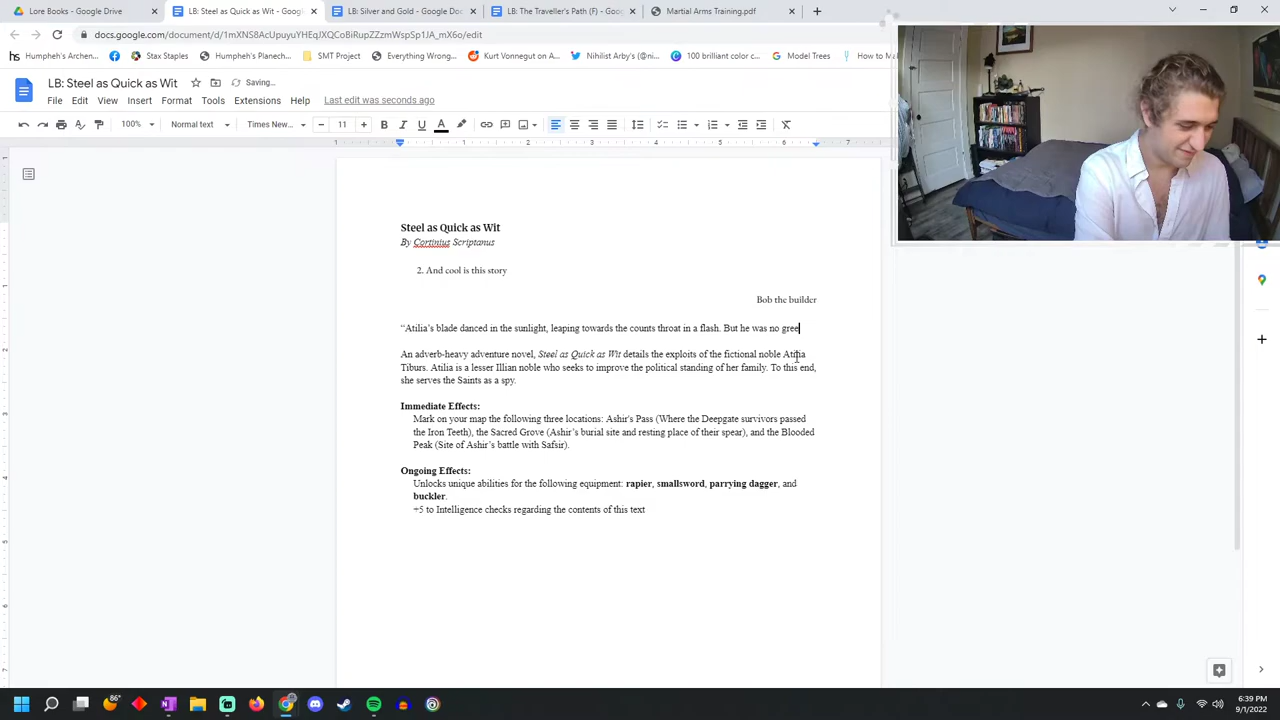 Lore Books - Google Drive
LB: Steel as Quick as Wit - Google
LB: Silver and Gold - Google Doc
LB: The Traveller's Path (F) - Goog
Martial Arts Training.pdf
docs.google.com/document/d/1mXNS8AcUpuyuttHEqJXQCoBiRupZZzmWspSp1JA_mX6o/edit
Humpheh's Archen...
Stax Staples
Humpheh's Planech...
SMT Project
Everything Wrong...
Kurt Vonnegut on A...
Nihilist Arby's (@ni...
100 brilliant color c...
Model Trees
How to Ma
LB: Steel as Quick as Wit
Saving...
File Edit View Insert Format Tools Extensions Help Last edit was seconds ago
100% Normal text Times New... 11
1 1 2 3 4 5 6 7
Steel as Quick as Wit
By Cortinius Scriptanus
2. And cool is this story
Bob the builder
“Atilia’s blade danced in the sunlight, leaping towards the counts throat in a flash. But he was no gree
An adverb-heavy adventure novel, Steel as Quick as Wit details the exploits of the fictional noble Atilia
Tiburs. Atilia is a lesser Illian noble who seeks to improve the political standing of her family. To this end,
she serves the Saints as a spy.
Immediate Effects:
Mark on your map the following three locations: Ashir's Pass (Where the Deepgate survivors passed
the Iron Teeth), the Sacred Grove (Ashir’s burial site and resting place of their spear), and the Blooded
Peak (Site of Ashir’s battle with Safsir).
Ongoing Effects:
Unlocks unique abilities for the following equipment: rapier, smallsword, parrying dagger, and
buckler.
+5 to Intelligence checks regarding the contents of this text
86°
6:39 PM
9/1/2022